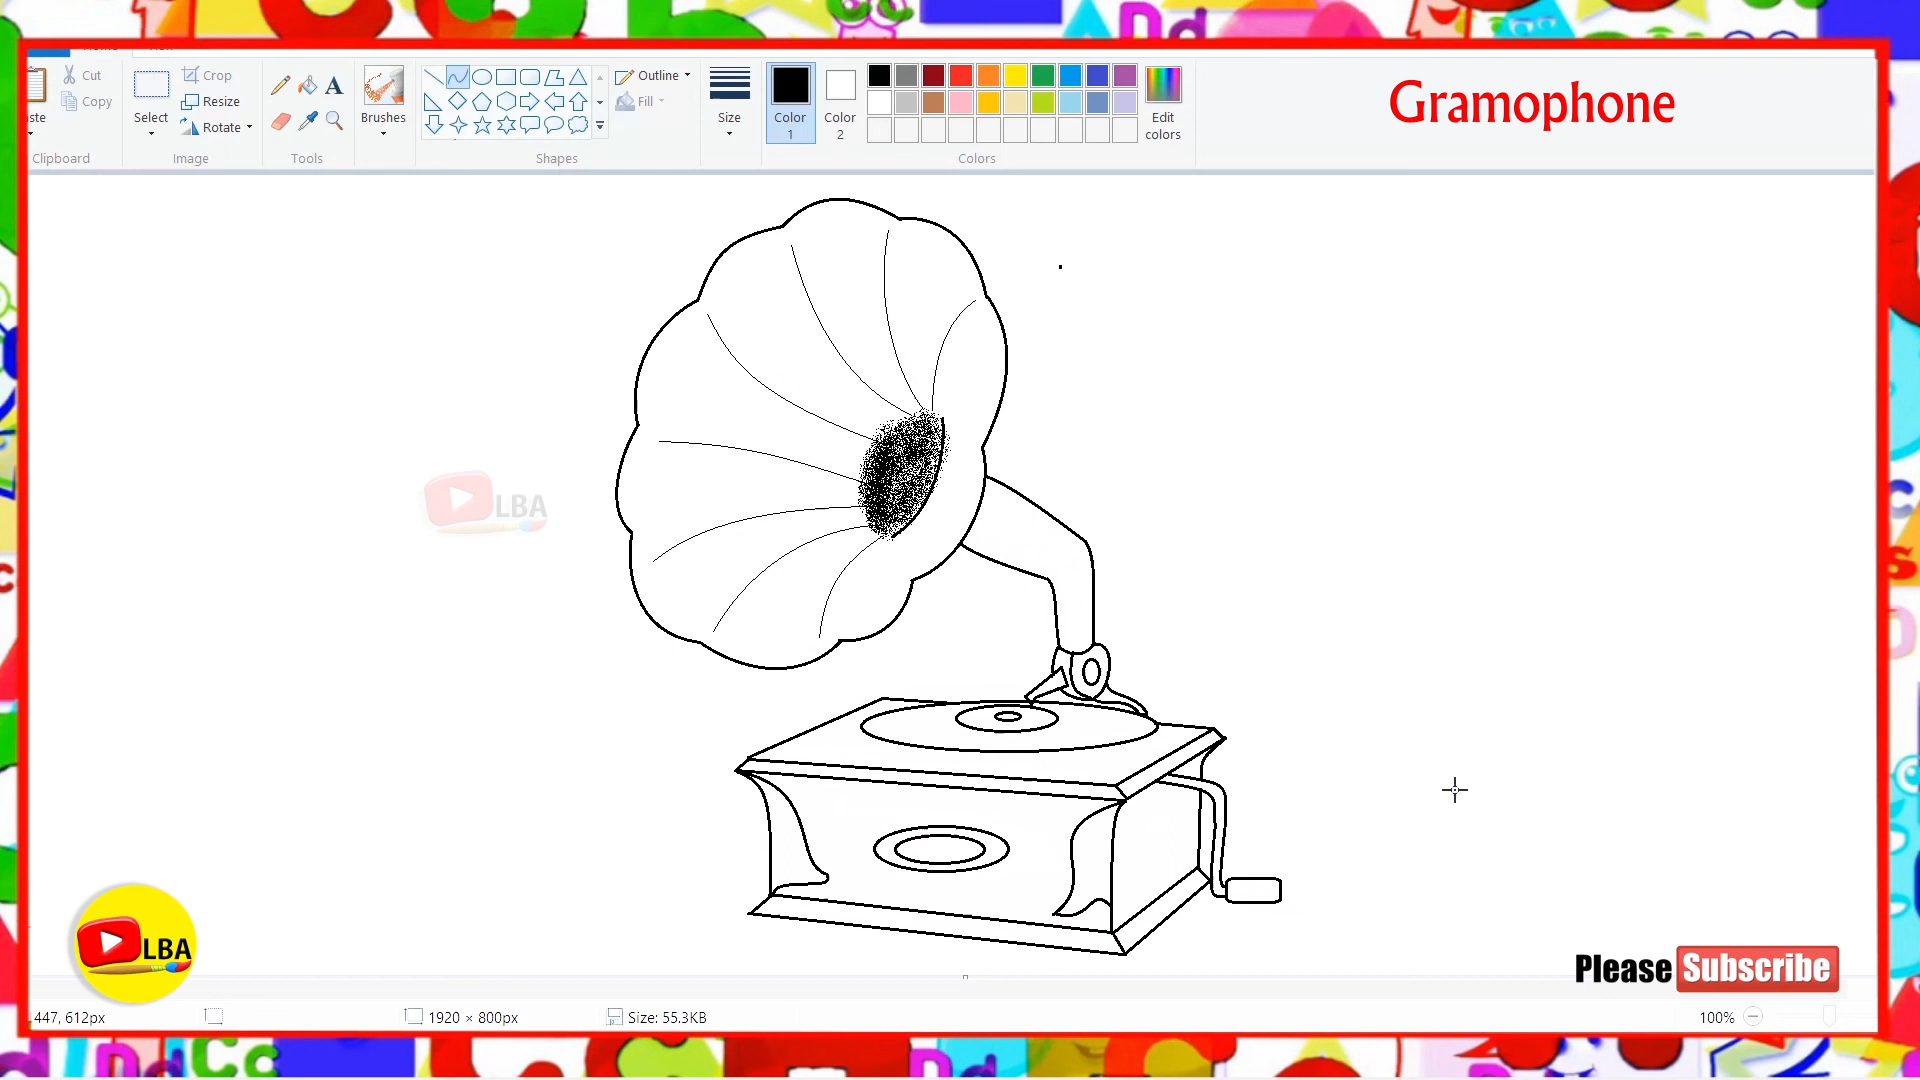 Cut
Copy
ste
Clipboard
Select
Crop
Resize
Rotate
Image
A
Tools
Brushes
Shapes
Outline
Fill
Size
Color
1
Color
2
Colors
Edit
colors
Gramophone
LBA
LBA
Please Subscribe
447, 612px
1920 × 800px
Size: 55.3KB
100%